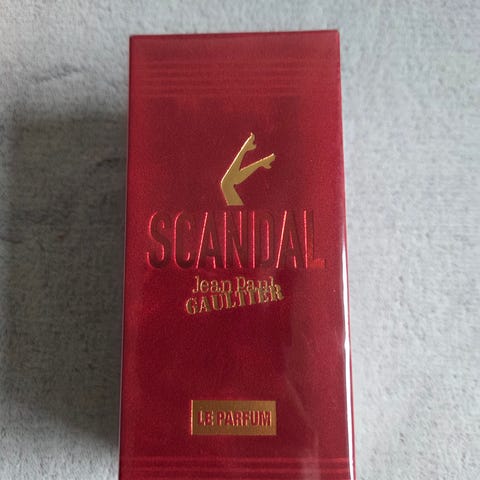 SCANDAL
Jean Paul
GAULTIER
LE PARFUM